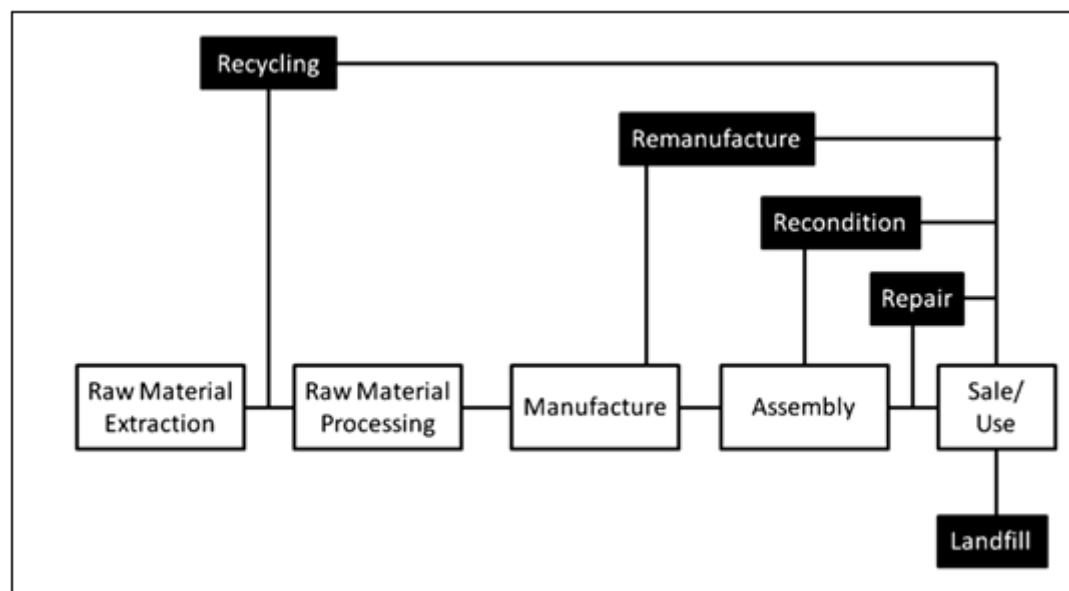 Recycling
Remanufacture
Recondition
Repair
Raw Material
Extraction
Raw Material
Processing
Manufacture
Assembly
Sale/
Use
Landfill